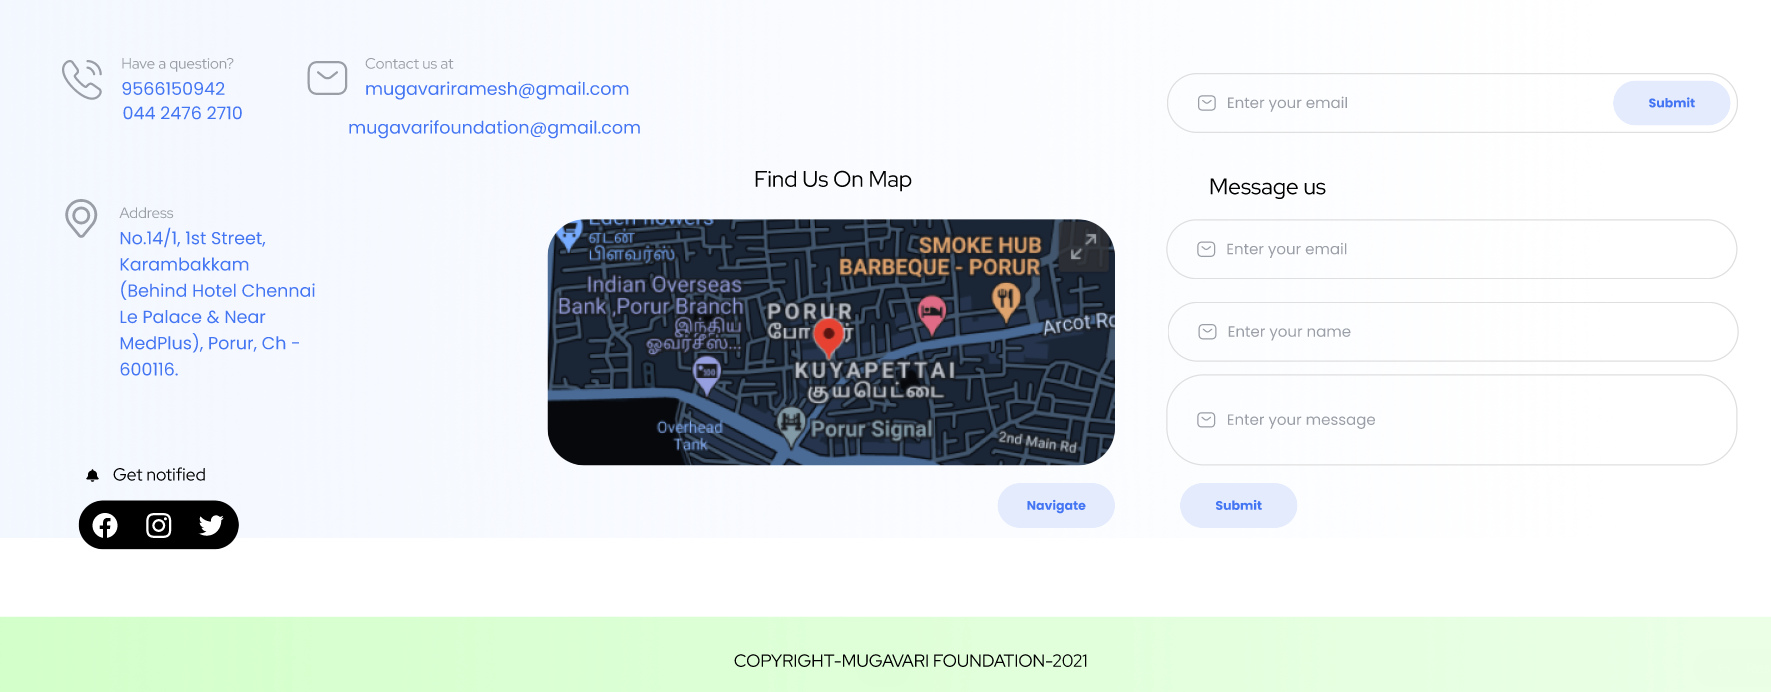 Have a question?
9566150942
044 2476 2710
Contact us at
mugavariramesh@gmail.com
mugavarifoundation@gmail.com
Enter your email
Submit
Address
No.14/1, 1st Street,
Karambakkam
(Behind Hotel Chennai
Le Palace & Near
MedPlus), Porur, Ch -
600116.
Get notified
Find Us On Map
எடன்
பிளவர்ஸ்
SMOKE HUB
BARBEQUE - PORUR
Indian Overseas
Bank ,Porur Branch
இந்திய
ஓவர்சீஸ்...
PORUR
Arcot
KUYAPETTAI
குயபெட்டை
Overhead
Tank
Porur Signal
2nd Main Rd
Navigate
Message us
Enter your email
Enter your name
Enter your message
Submit
COPYRIGHT-MUGAVARI FOUNDATION-2021